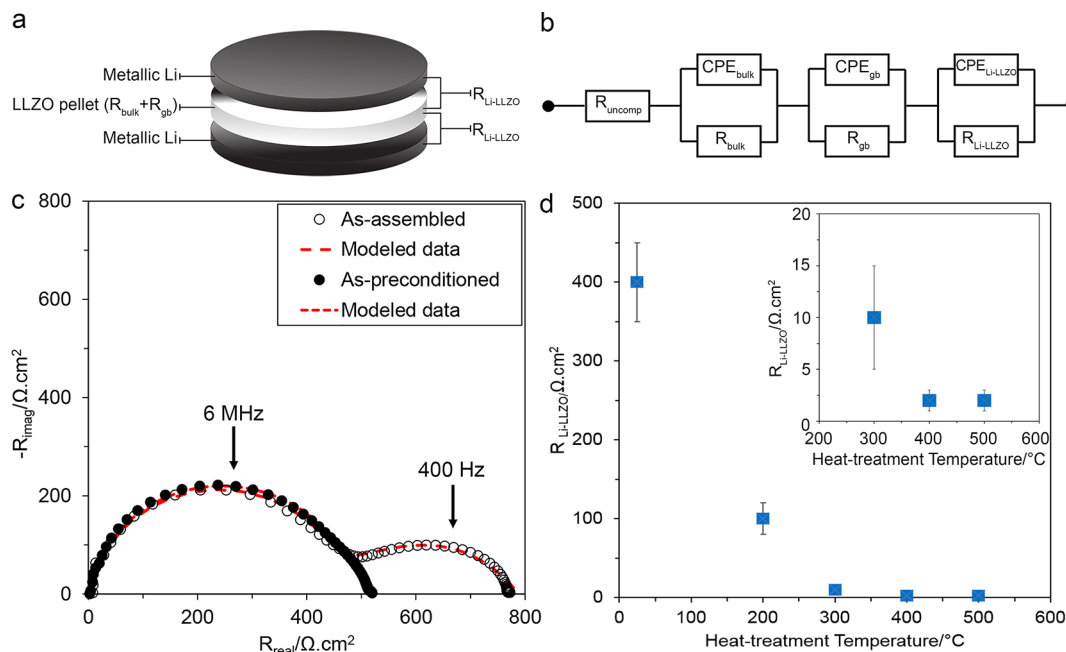 a
Metallic Li
LLZO pellet (Rbulk+Rgb)
Metallic Li
RLi-LLZO
RLi-LLZO
b
Runcomp
CPEbulk
Rbulk
CPEgb
Rgb
CPELi-LLZO
RLi-LLZO
c
-Rimag/Ω.cm²
800
600
400
200
0
0
200
400
600
800
Rreal/Ω.cm²
As-assembled
Modeled data
As-preconditioned
Modeled data
6 MHz
400 Hz
d
R Li-LLZO/Ω.cm²
500
400
300
200
100
0
0
100
200
300
400
500
600
Heat-treatment Temperature/°C
RLi-LLZO/Ω.cm²
20
15
10
5
0
200
300
400
500
600
Heat-treatment Temperature/°C